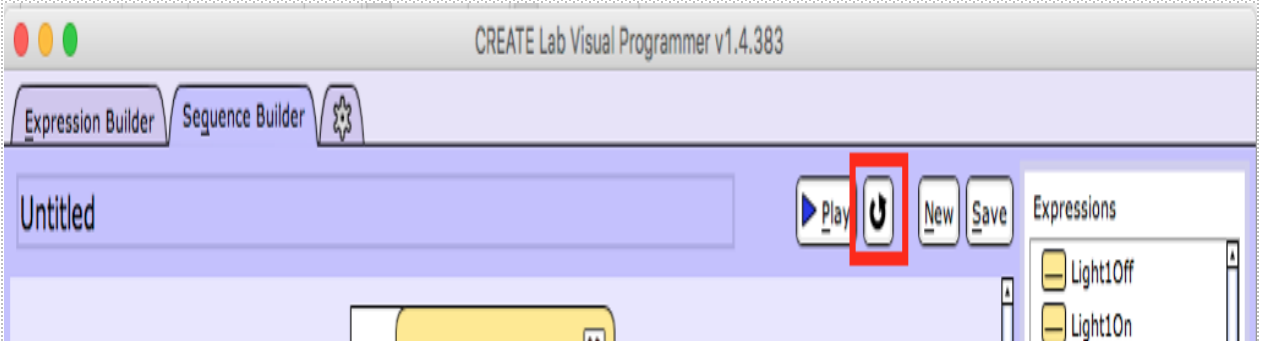 CREATE Lab Visual Programmer v1.4.383
Expression Builder
Sequence Builder
Untitled
Play
New
Save
Expressions
Light1Off
Light1On